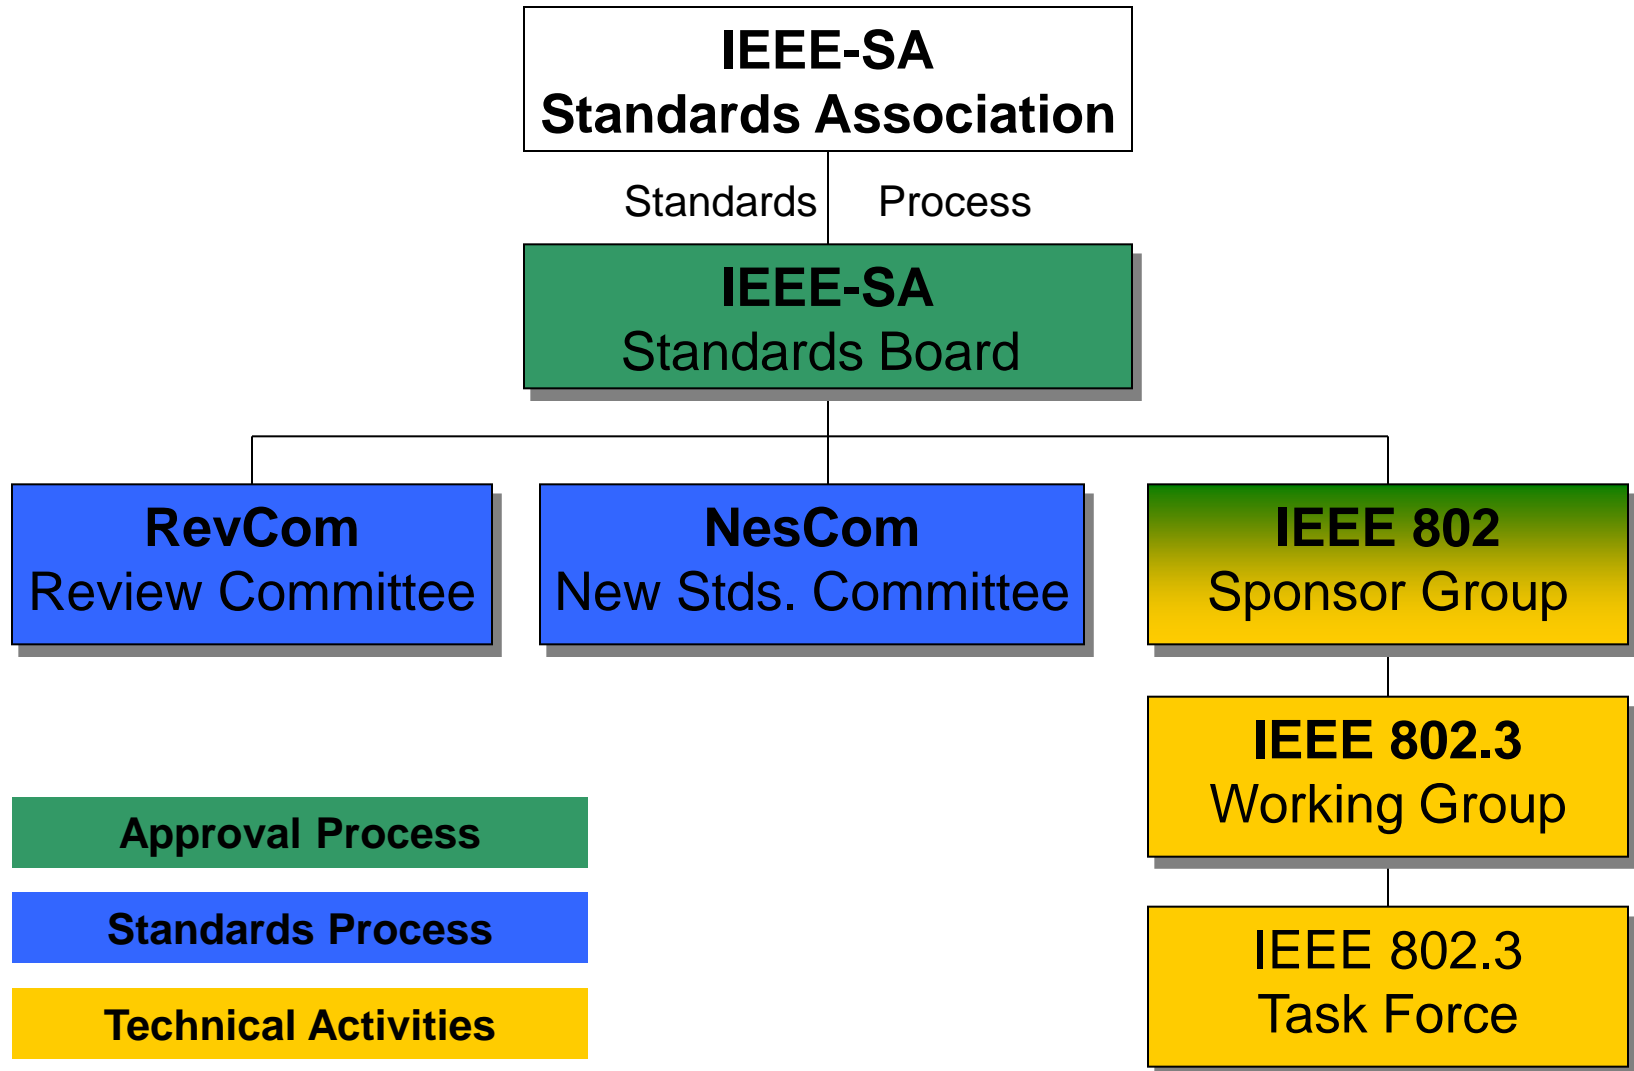 IEEE-SA
Standards Association
Standards Process
IEEE-SA
Standards Board
RevCom
Review Committee
NesCom
New Stds. Committee
IEEE 802
Sponsor Group
IEEE 802.3
Working Group
IEEE 802.3
Task Force
Approval Process
Standards Process
Technical Activities